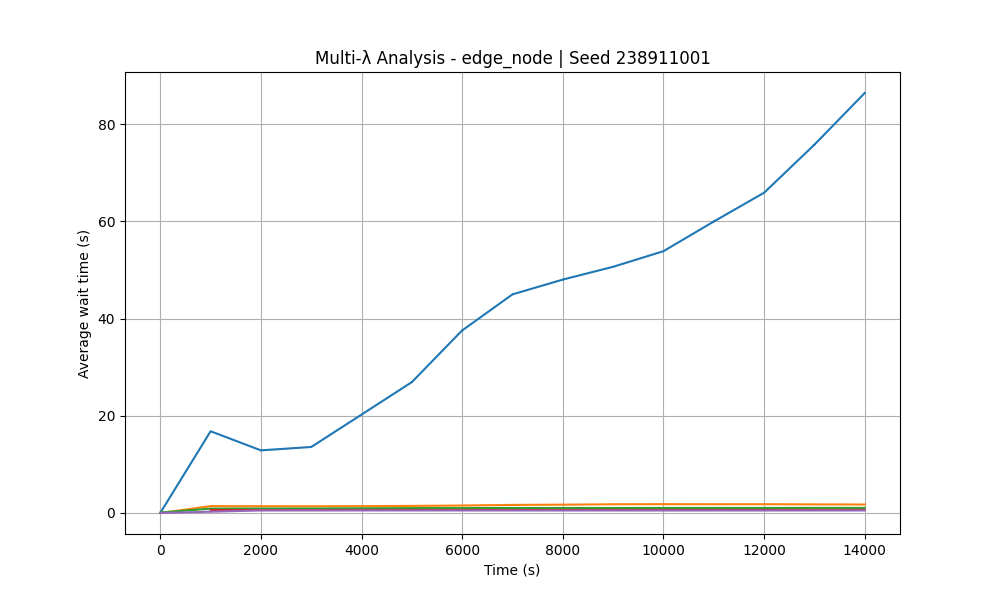 Multi-λ Analysis - edge_node | Seed 238911001
Average wait time (s)
80
60
40
20
0
0 2000 4000 6000 8000 10000 12000 14000
Time (s)